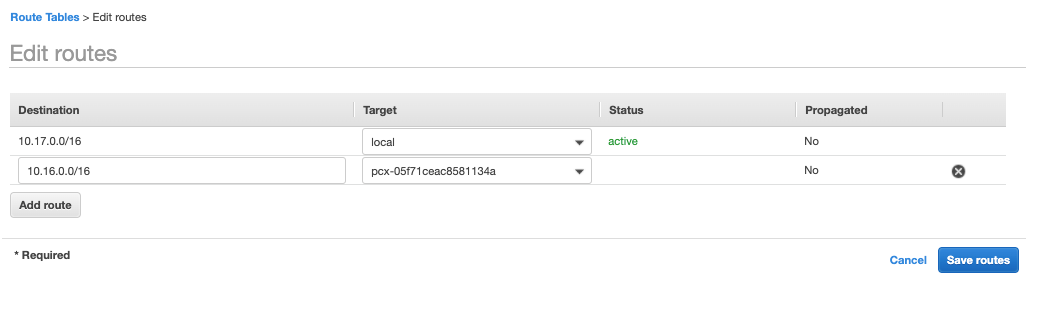 Route Tables > Edit routes
Edit routes
Destination Target Status Propagated
10.17.0.0/16 local active No
10.16.0.0/16 pcx-05f71ceac8581134a No
Add route
* Required
Cancel Save routes